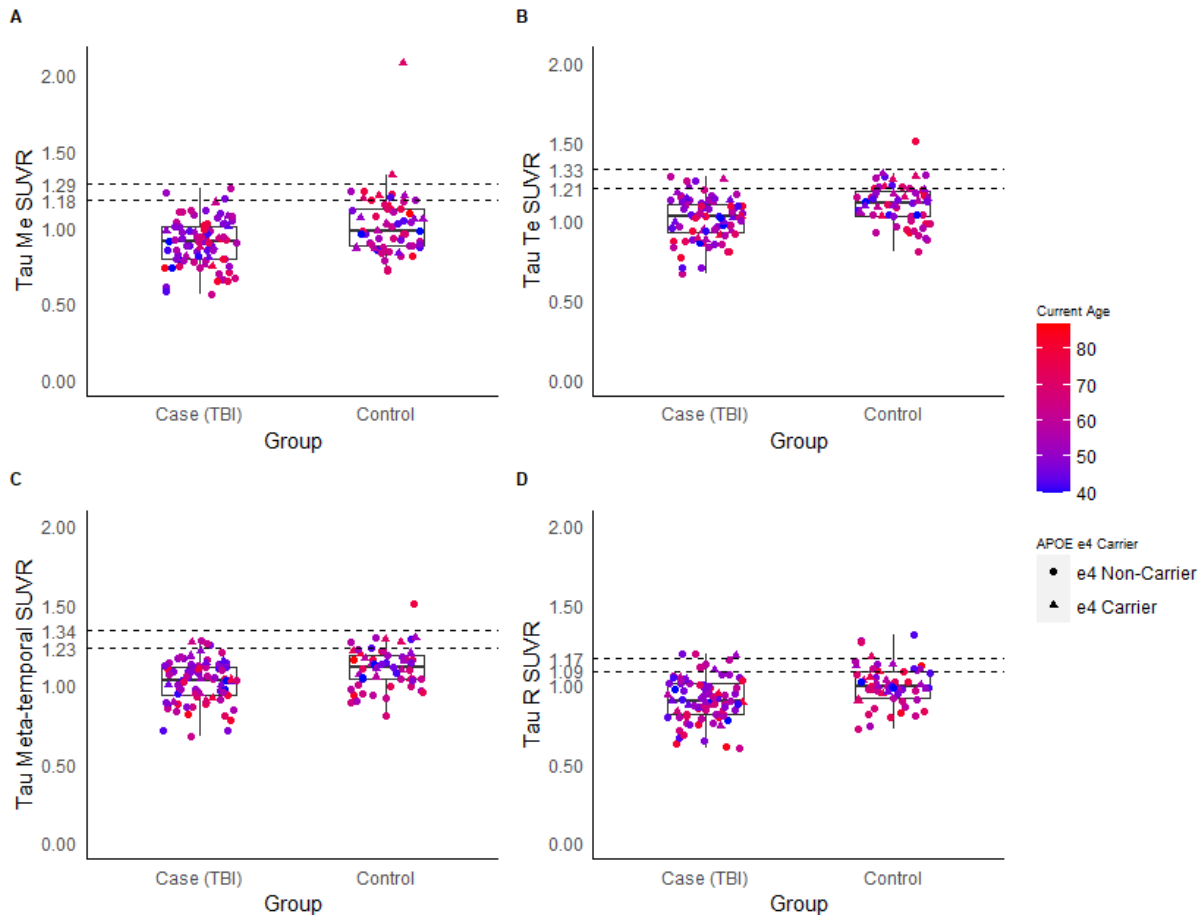 A
Tau Me SUVR
2.00
1.50
1.29
1.18
1.00
0.50
0.00
Case (TBI)
Control
Group
B
Tau Te SUVR
2.00
1.50
1.33
1.21
1.00
0.50
0.00
Case (TBI)
Control
Group
C
Tau Meta-temporal SUVR
2.00
1.50
1.34
1.23
1.00
0.50
0.00
Case (TBI)
Control
Group
D
Tau R SUVR
2.00
1.50
1.17
1.09
1.00
0.50
0.00
Case (TBI)
Control
Group
Current Age
80
70
60
50
40
APOE e4 Carrier
e4 Non-Carrier
e4 Carrier